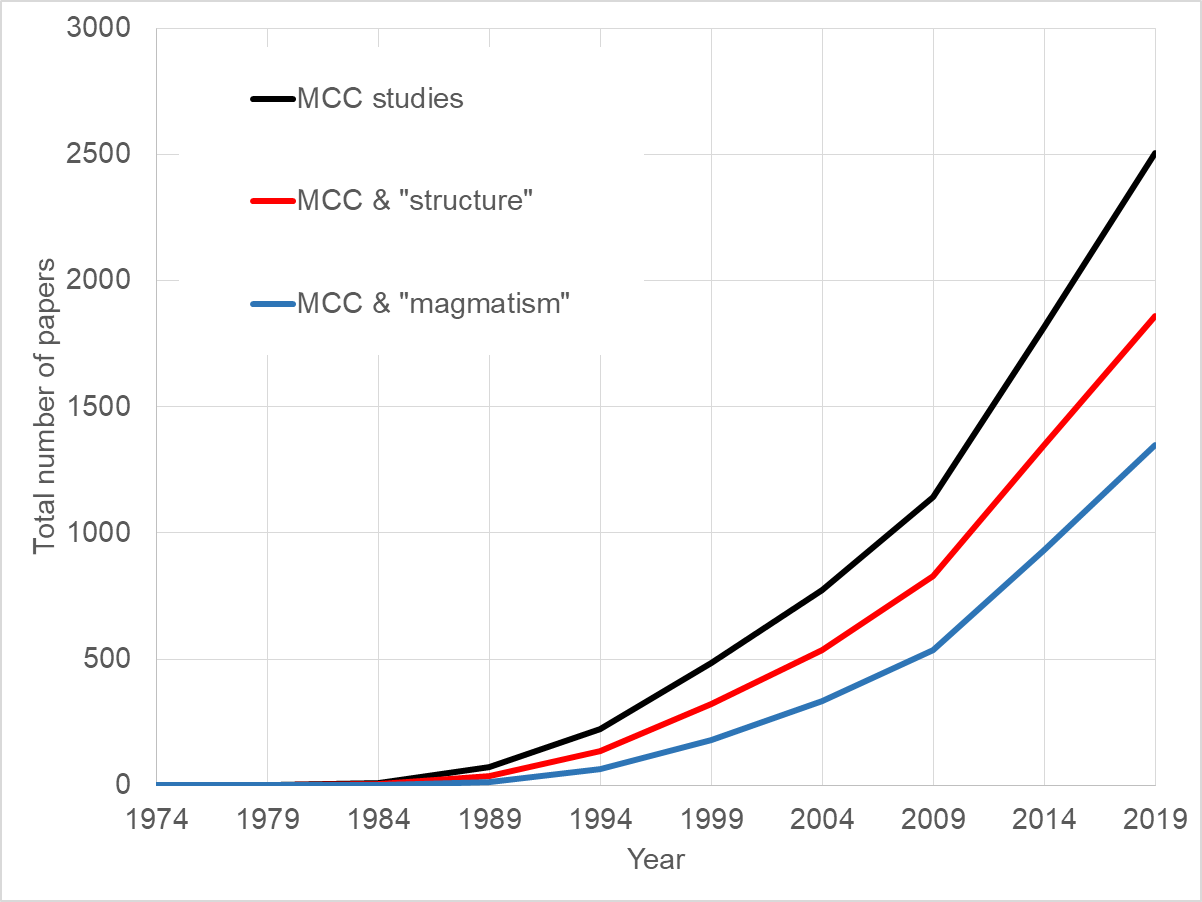 3000
2500
2000
1500
1000
500
0
Total number of papers
MCC studies
MCC & "structure"
MCC & "magmatism"
1974 1979 1984 1989 1994 1999 2004 2009 2014 2019
Year